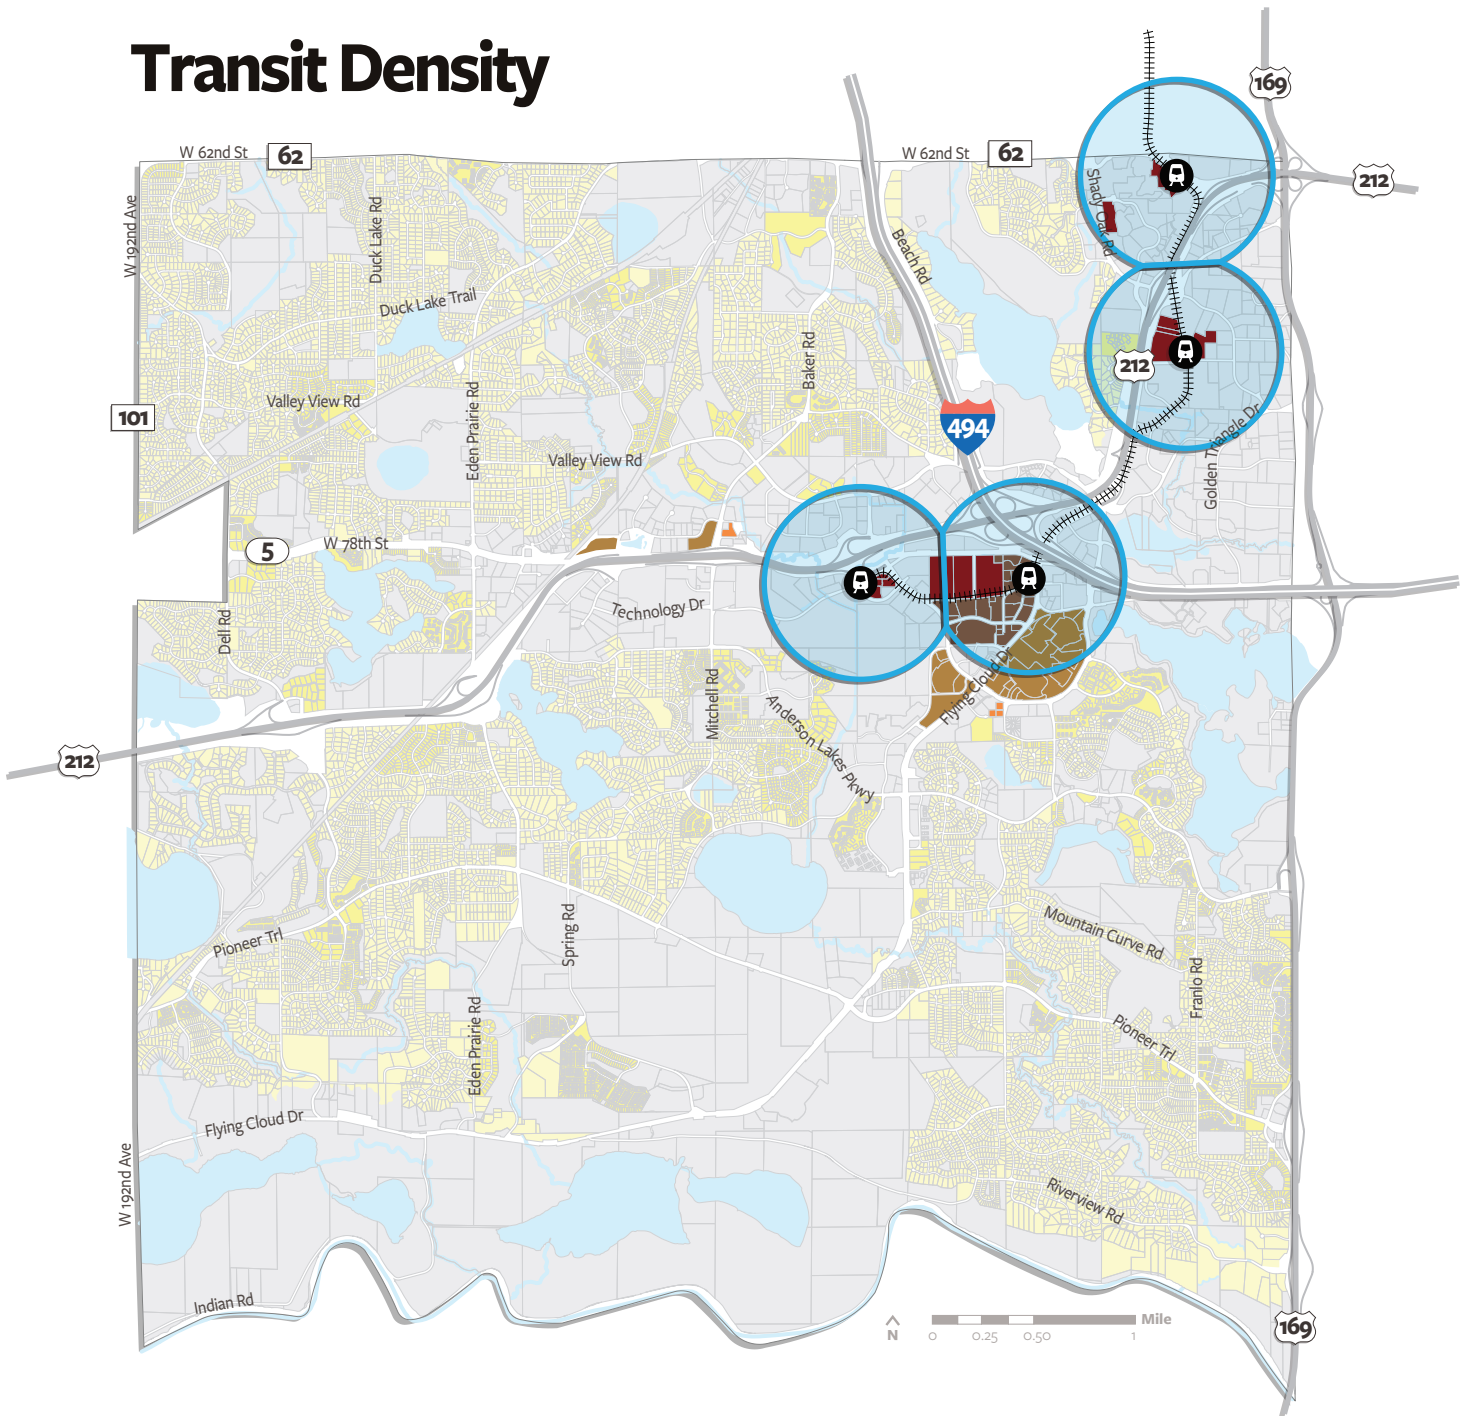 Transit Density
169
W 62nd St
62
W 62nd St
62
212
W 192nd Ave
Duck Lake Rd
Shady Oak Rd
Beach Rd
Duck Lake Trail
Baker Rd
212
Valley View Rd
Eden Prairie Rd
101
494
Golden Triangle Dr
Valley View Rd
5
W 78th St
Technology Dr
Dell Rd
Mitchell Rd
Flying Cloud Dr
Anderson Lakes Pkwy
212
Pioneer Trl
Spring Rd
Mountain Curve Rd
Franlo Rd
Eden Prairie Rd
Pioneer Trl
Flying Cloud Dr
W 192nd Ave
Riverview Rd
Indian Rd
N
Mile
0 0.25 0.50 1
169